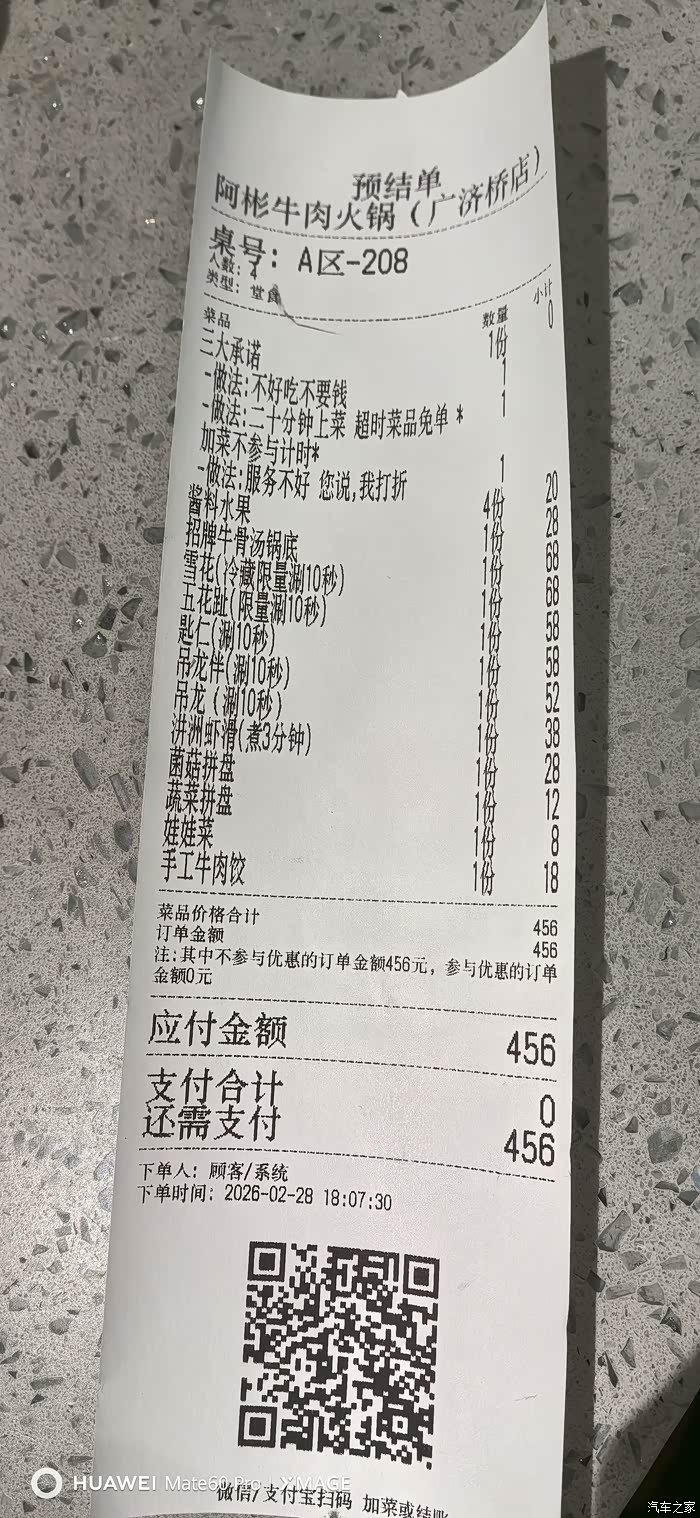 预结单
阿彬牛肉火锅（广济桥店）
桌号：A区-208
人数：4
类型：堂食
菜品 数量 小计
三大承诺 1份 0
-做法:不好吃不要钱 1
-做法:二十分钟上菜 超时菜品免单 * 1
加菜不参与计时*
-做法:服务不好 您说,我打折 1
酱料水果 4份 20
招牌牛骨汤锅底 1份 28
雪花(冷藏限量涮10秒) 1份 68
五花趾(限量涮10秒) 1份 68
匙仁(涮10秒) 1份 58
吊龙伴(涮10秒) 1份 58
吊龙（涮10秒) 1份 52
洴洲虾滑(煮3分钟) 1份 38
菌菇拼盘 1份 28
蔬菜拼盘 1份 12
娃娃菜 1份 8
手工牛肉饺 1份 18
菜品价格合计 456
订单金额 456
注:其中不参与优惠的订单金额456元，参与优惠的订单
金额0元
应付金额 456
支付合计 0
还需支付 456
下单人：顾客/系统
下单时间：2026-02-28 18:07:30
微信/支付宝扫码 加菜或结账
HUAWEI Mate60 Pro | XMAGE
汽车之家